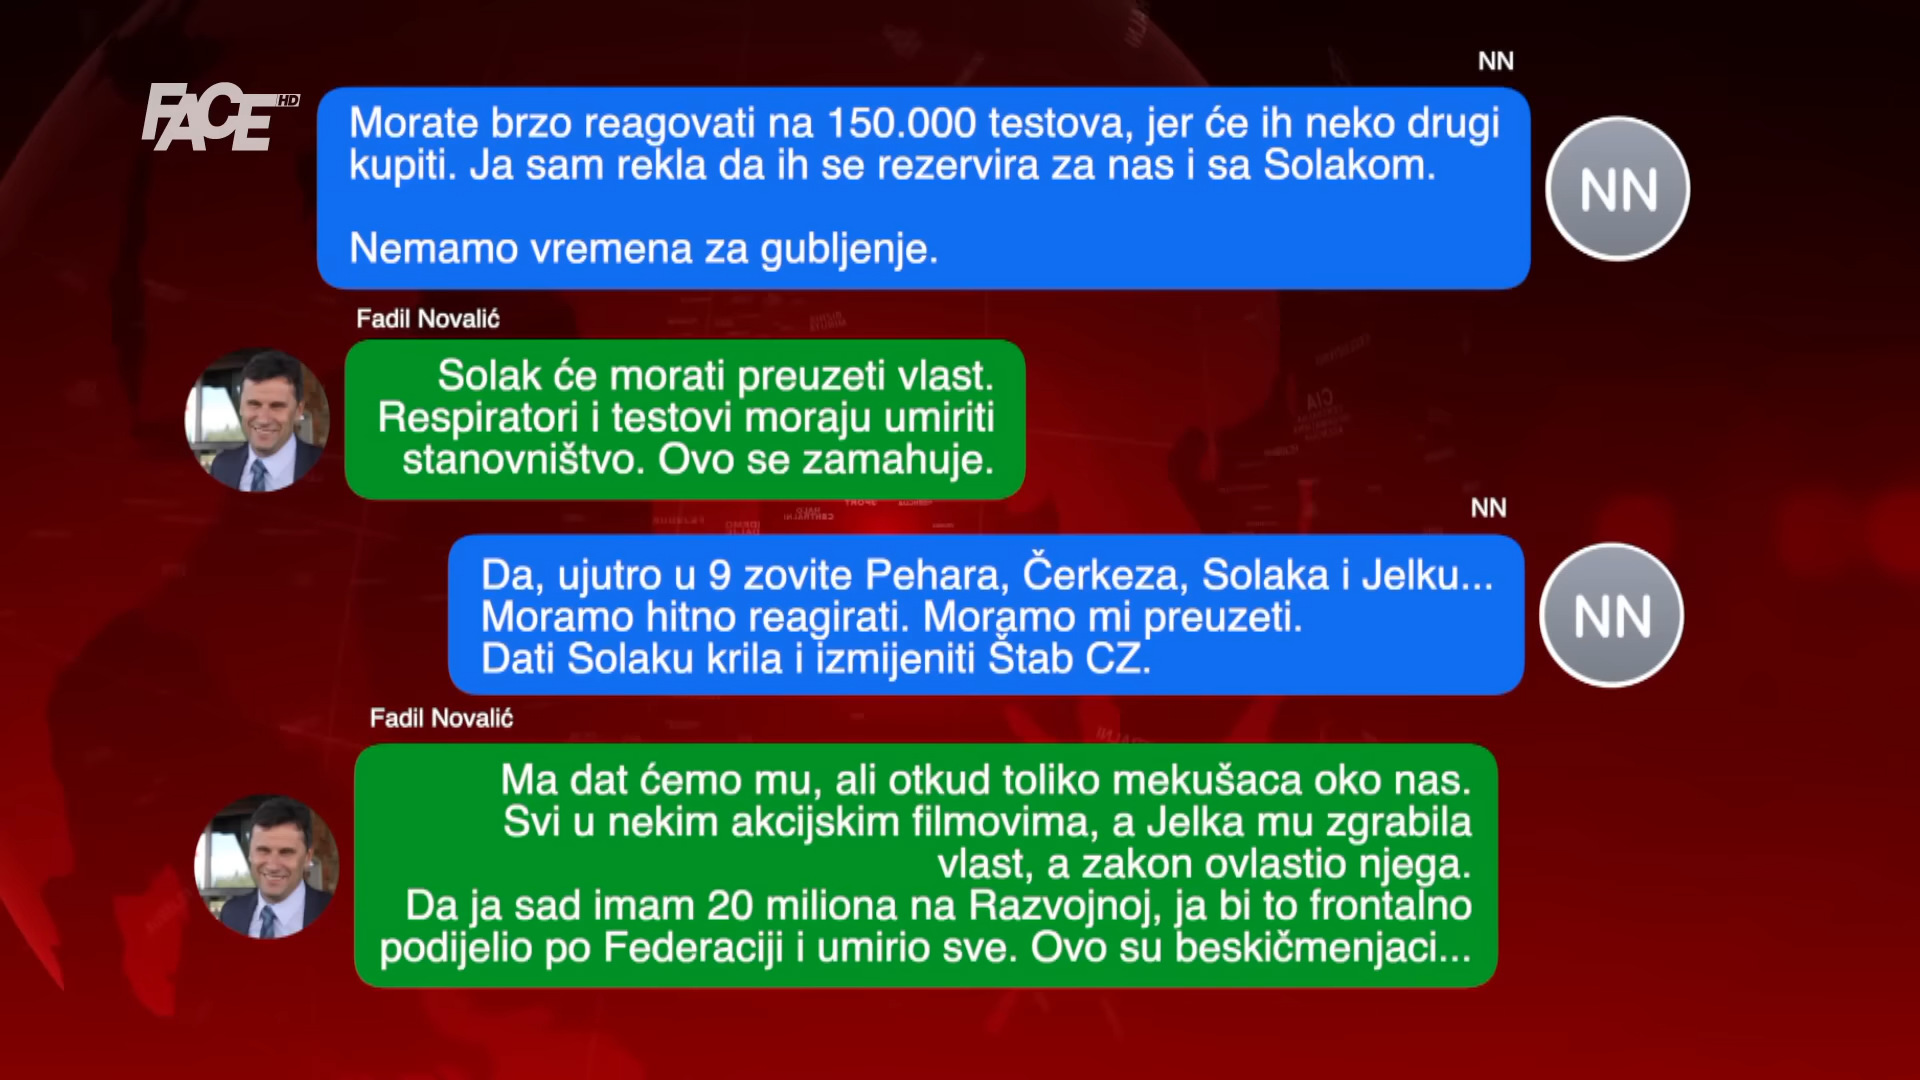 NN
FACE HD
Morate brzo reagovati na 150.000 testova, jer će ih neko drugi
kupiti. Ja sam rekla da ih se rezervira za nas i sa Solakom.
Nemamo vremena za gubljenje.
NN
Fadil Novalić
Solak će morati preuzeti vlast.
Respiratori i testovi moraju umiriti
stanovništvo. Ovo se zamahuje.
NN
Da, ujutro u 9 zovite Pehara, Čerkeza, Solaka i Jelku...
Moramo hitno reagirati. Moramo mi preuzeti.
Dati Solaku krila i izmijeniti Štab CZ.
NN
Fadil Novalić
Ma dat ćemo mu, ali otkud toliko mekušaca oko nas.
Svi u nekim akcijskim filmovima, a Jelka mu zgrabila
vlast, a zakon ovlastio njega.
Da ja sad imam 20 miliona na Razvojnoj, ja bi to frontalno
podijelio po Federaciji i umirio sve. Ovo su beskičmenjaci...